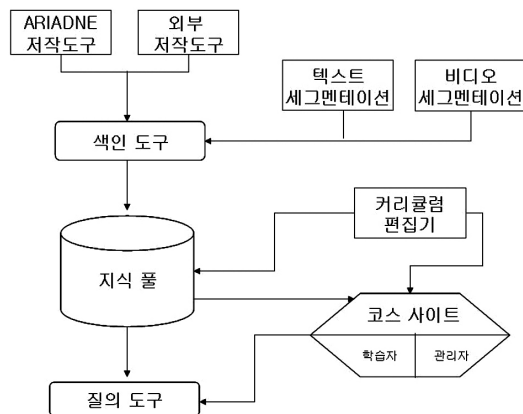 ARIADNE
저작도구
외부
저작도구
텍스트
세그멘테이션
비디오
세그멘테이션
색인 도구
커리큘럼
편집기
지식 풀
코스 사이트
학습자
관리자
질의 도구